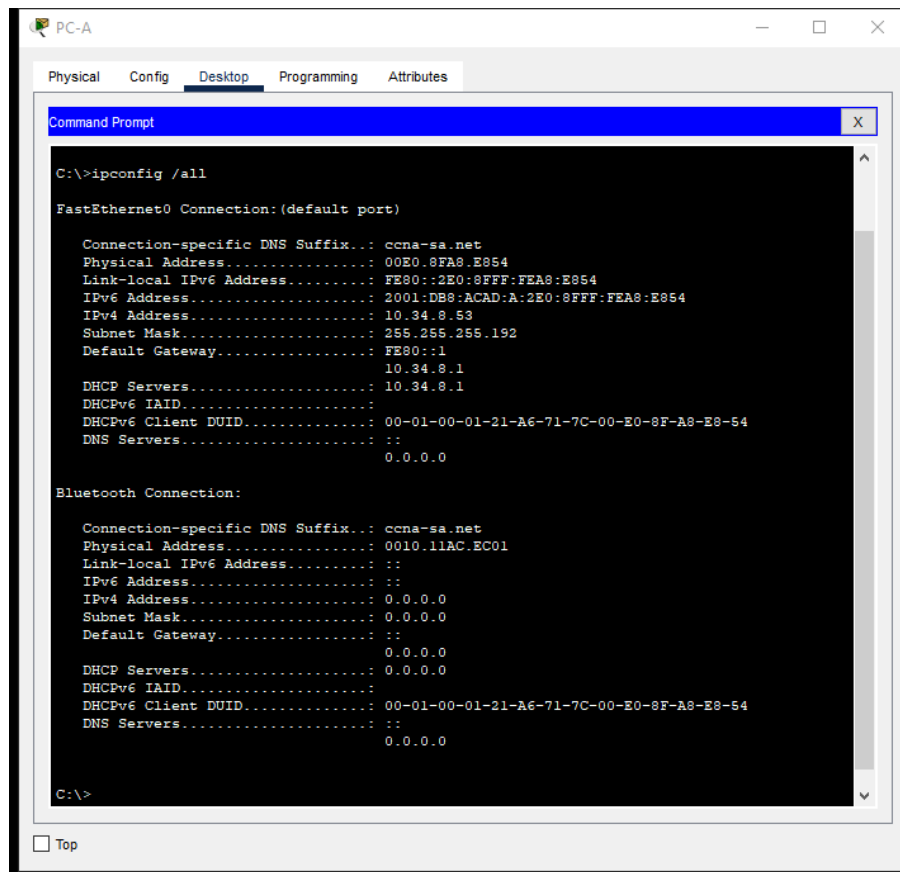 PC-A
Physical Config Desktop Programming Attributes
Command Prompt X
C:\>ipconfig /all
FastEthernet0 Connection:(default port)
Connection-specific DNS Suffix..: ccna-sa.net
Physical Address................: 00E0.8FA8.E854
Link-local IPv6 Address.........: FE80::2E0:8FFF:FEA8:E854
IPv6 Address....................: 2001:DB8:ACAD:A:2E0:8FFF:FEA8:E854
IPv4 Address....................: 10.34.8.53
Subnet Mask.....................: 255.255.255.192
Default Gateway.................: FE80::1
10.34.8.1
DHCP Servers....................: 10.34.8.1
DHCPv6 IAID.....................:
DHCPv6 Client DUID..............: 00-01-00-01-21-A6-71-7C-00-E0-8F-A8-E8-54
DNS Servers.....................: ::
0.0.0.0
Bluetooth Connection:
Connection-specific DNS Suffix..: ccna-sa.net
Physical Address................: 0010.11AC.EC01
Link-local IPv6 Address.........: ::
IPv6 Address....................: ::
IPv4 Address....................: 0.0.0.0
Subnet Mask.....................: 0.0.0.0
Default Gateway.................: ::
0.0.0.0
DHCP Servers....................: 0.0.0.0
DHCPv6 IAID.....................:
DHCPv6 Client DUID..............: 00-01-00-01-21-A6-71-7C-00-E0-8F-A8-E8-54
DNS Servers.....................: ::
0.0.0.0
C:\>
Top